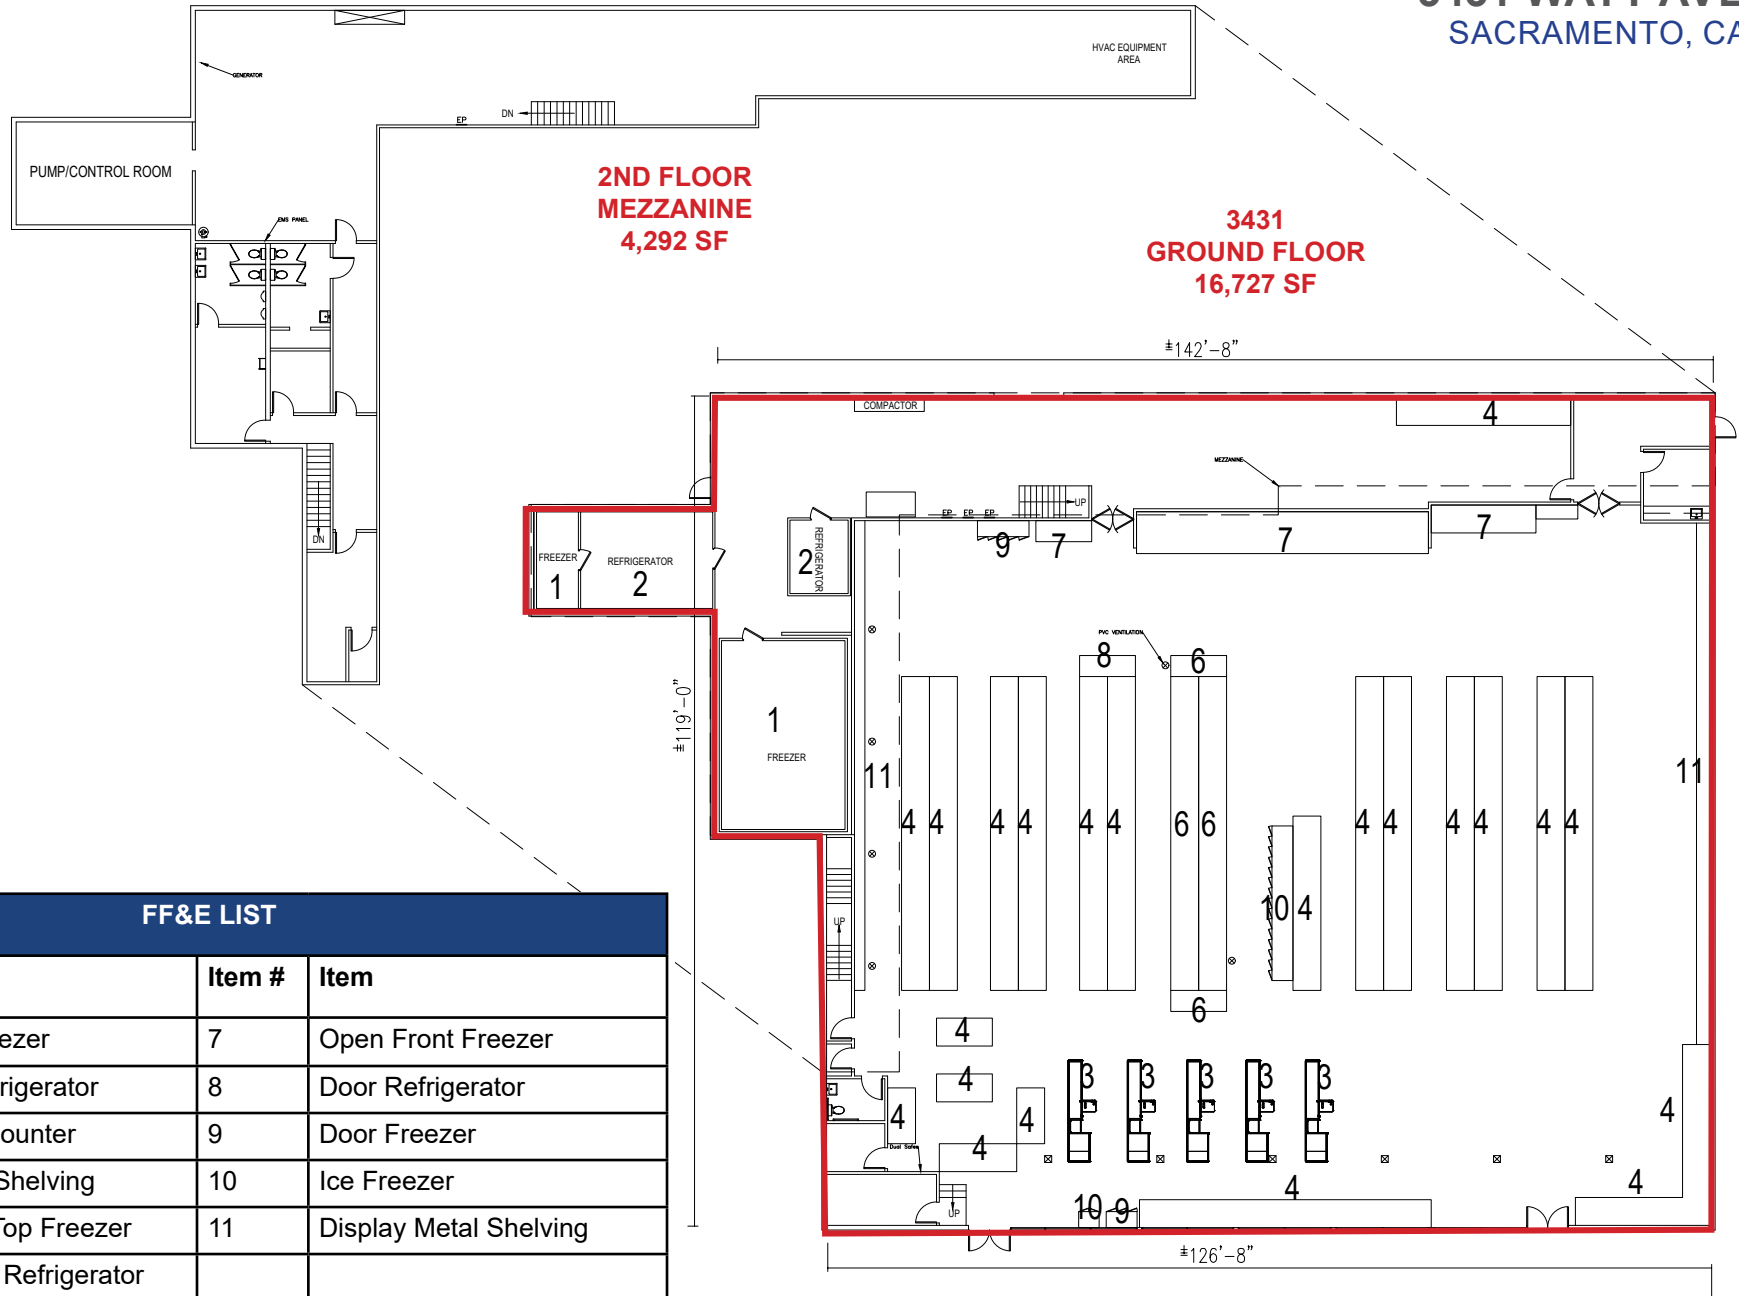 SACRAMENTO, CA
HVAC EQUIPMENT
AREA
GENERATOR
EP
DN
PUMP/CONTROL ROOM
EMS PANEL
DN
2ND FLOOR
MEZZANINE
4,292 SF
3431
GROUND FLOOR
16,727 SF
±142'-8"
COMPACTOR
4
MEZZANINE
UP
EP EP EP
9
7
7
7
FREEZER
1
REFRIGERATOR
2
2
REFRIGERATOR
PVC VENTILATION
8
6
±119'-0"
1
FREEZER
11
11
4 4 4 4 4 4 6 6 4 4 4 4 4 4
10 4
UP
6
4
4
4
4
4
3 3 3 3 3
4
4
Dual Safes
UP
10 9
4
±126'-8"
FF&E LIST
Item # Item
ezer 7 Open Front Freezer
rigerator 8 Door Refrigerator
ounter 9 Door Freezer
Shelving 10 Ice Freezer
Top Freezer 11 Display Metal Shelving
Refrigerator